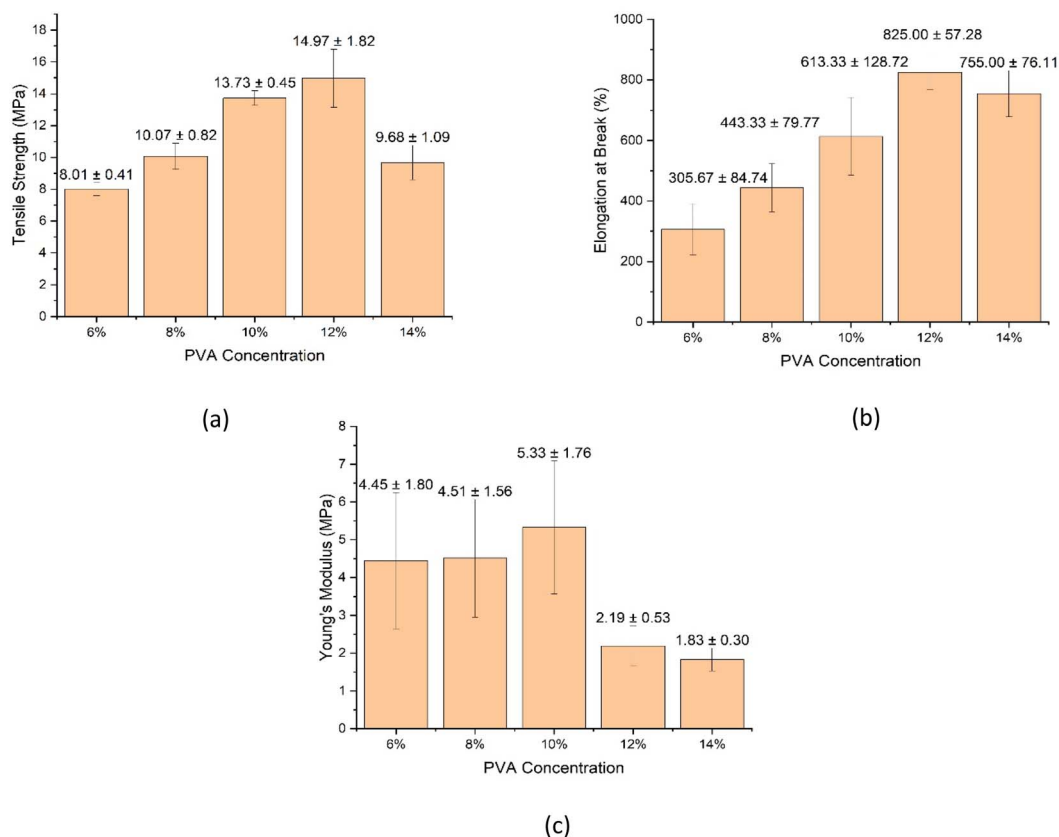 18
16
14
12
10
8
6
4
2
0
Tensile Strength (MPa)
8.01 ± 0.41
10.07 ± 0.82
13.73 ± 0.45
14.97 ± 1.82
9.68 ± 1.09
6% 8% 10% 12% 14%
PVA Concentration
(a)
1000
800
600
400
200
0
Elongation at Break (%)
305.67 ± 84.74
443.33 ± 79.77
613.33 ± 128.72
825.00 ± 57.28
755.00 ± 76.11
6% 8% 10% 12% 14%
PVA Concentration
(b)
8
7
6
5
4
3
2
1
0
Young's Modulus (MPa)
4.45 ± 1.80
4.51 ± 1.56
5.33 ± 1.76
2.19 ± 0.53
1.83 ± 0.30
6% 8% 10% 12% 14%
PVA Concentration
(c)